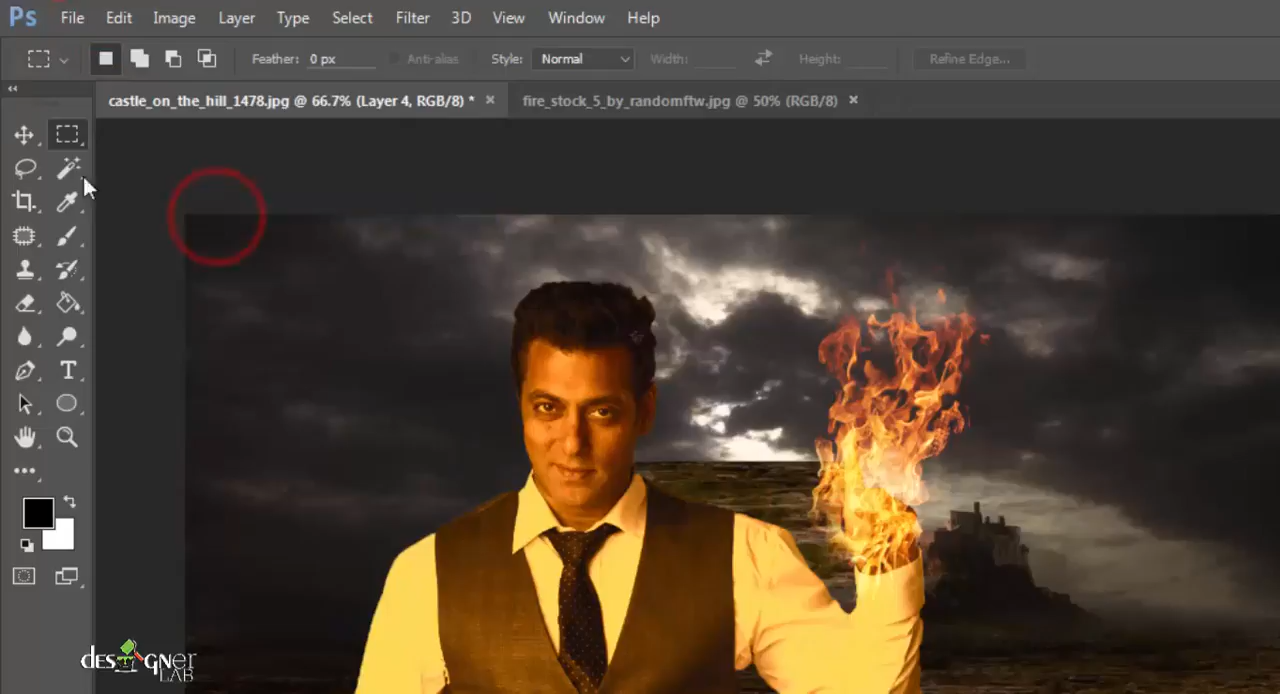 Ps File Edit Image Layer Type Select Filter 3D View Window Help
Feather: 0 px Anti-alias Style: Normal Width: Height: Refine Edge...
castle_on_the_hill_1478.jpg @ 66.7% (Layer 4, RGB/8) * × fire_stock_5_by_randomftw.jpg @ 50% (RGB/8) ×
T
designer
LAB